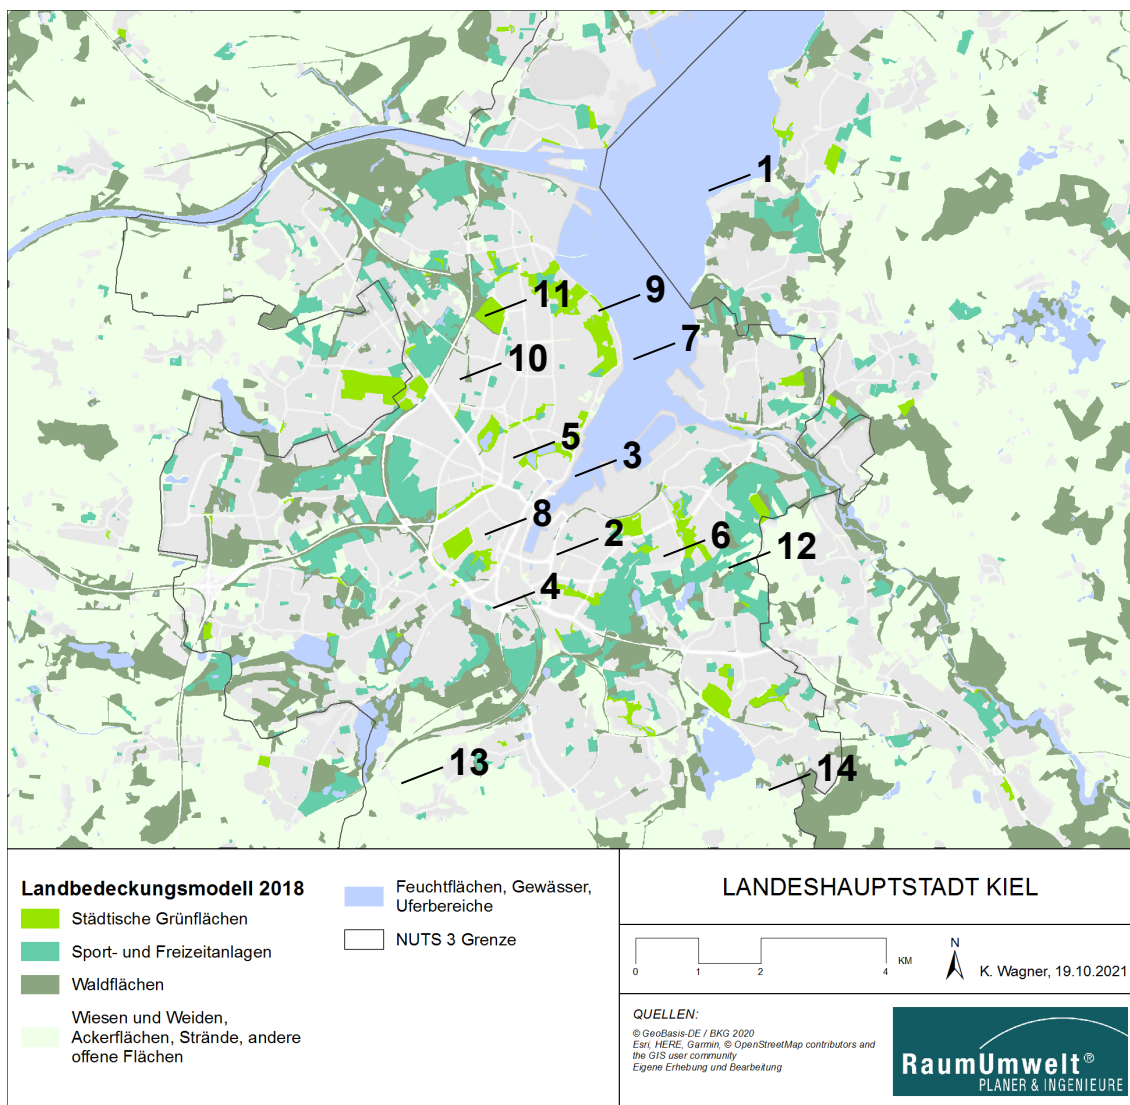 1
11
9
7
10
5
3
8
2
6
12
4
13
14
Landbedeckungsmodell 2018
Städtische Grünflächen
Sport- und Freizeitanlagen
Waldflächen
Wiesen und Weiden,
Ackerflächen, Strände, andere
offene Flächen
Feuchtflächen, Gewässer,
Uferbereiche
NUTS 3 Grenze
LANDESHAUPTSTADT KIEL
0 1 2 4 KM
N
K. Wagner, 19.10.2021
QUELLEN:
© GeoBasis-DE / BKG 2020
Esri, HERE, Garmin, © OpenStreetMap contributors and
the GIS user community
Eigene Erhebung und Bearbeitung
RaumUmwelt®
PLANER & INGENIEURE